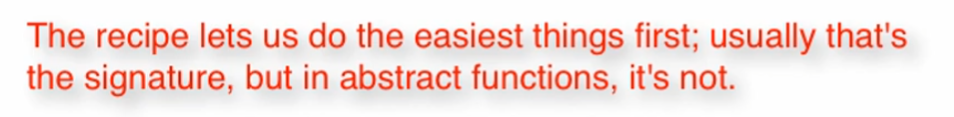 The recipe lets us do the easiest things first; usually that's
the signature, but in abstract functions, it's not.